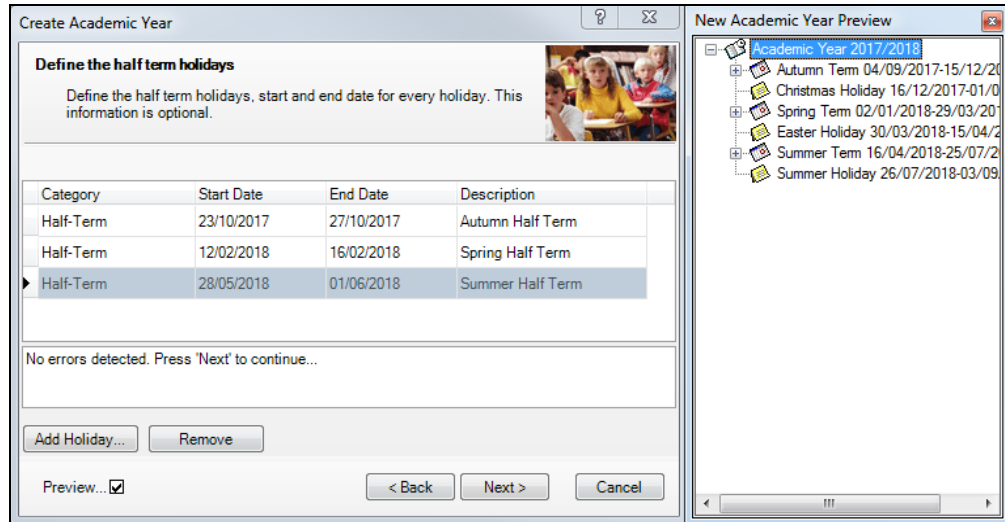 Create Academic Year
Define the half term holidays
Define the half term holidays, start and end date for every holiday. This
information is optional.
Category Start Date End Date Description
Half-Term 23/10/2017 27/10/2017 Autumn Half Term
Half-Term 12/02/2018 16/02/2018 Spring Half Term
Half-Term 28/05/2018 01/06/2018 Summer Half Term
No errors detected. Press 'Next' to continue...
Add Holiday... Remove
Preview... < Back Next > Cancel
New Academic Year Preview
Academic Year 2017/2018
Autumn Term 04/09/2017-15/12/20
Christmas Holiday 16/12/2017-01/0
Spring Term 02/01/2018-29/03/201
Easter Holiday 30/03/2018-15/04/2
Summer Term 16/04/2018-25/07/2
Summer Holiday 26/07/2018-03/09